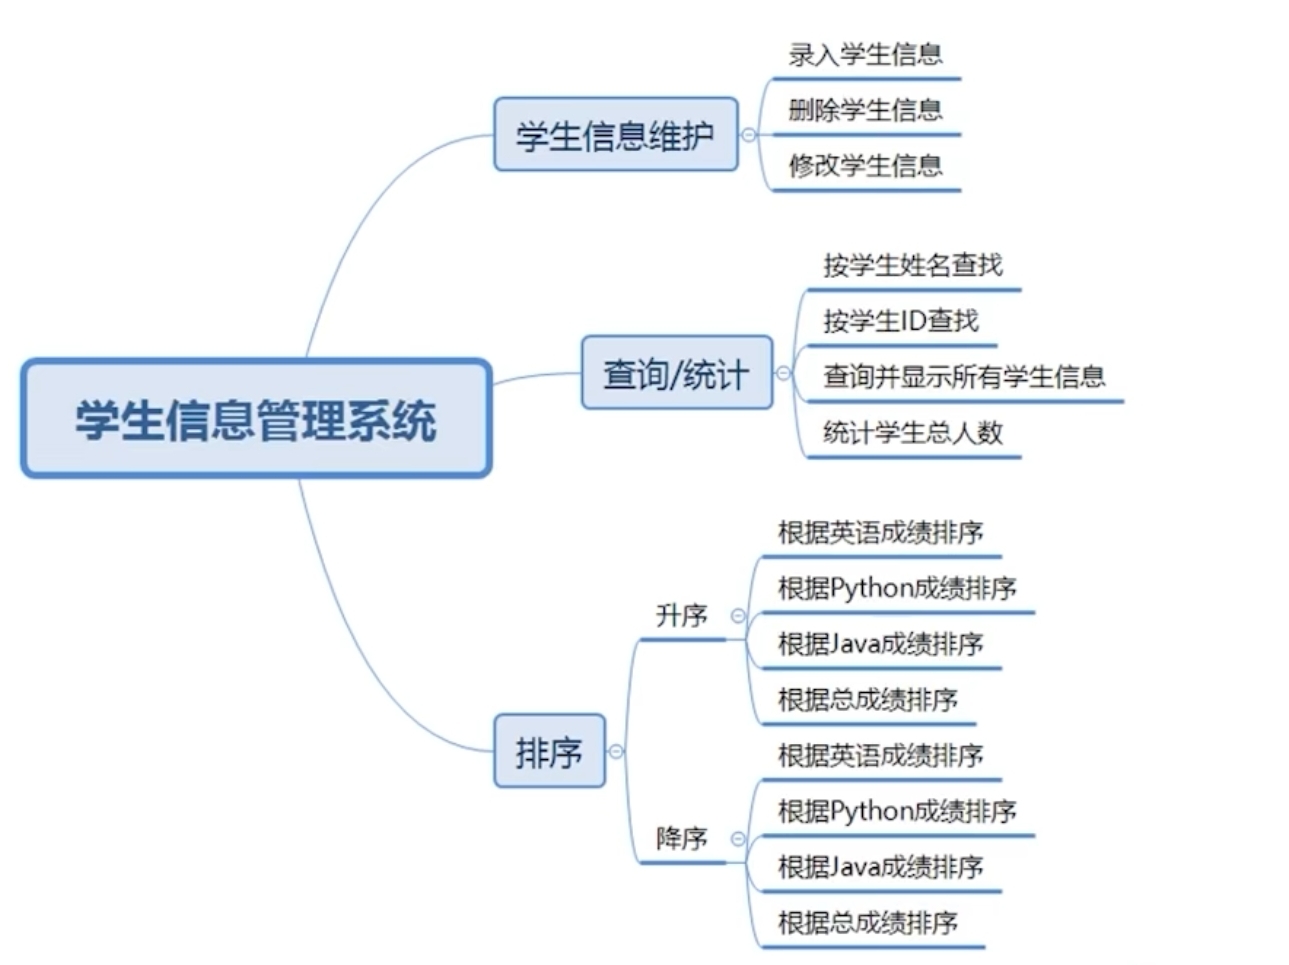 学生信息管理系统
学生信息维护
录入学生信息
删除学生信息
修改学生信息
查询/统计
按学生姓名查找
按学生ID查找
查询并显示所有学生信息
统计学生总人数
排序
升序
根据英语成绩排序
根据Python成绩排序
根据Java成绩排序
根据总成绩排序
降序
根据英语成绩排序
根据Python成绩排序
根据Java成绩排序
根据总成绩排序